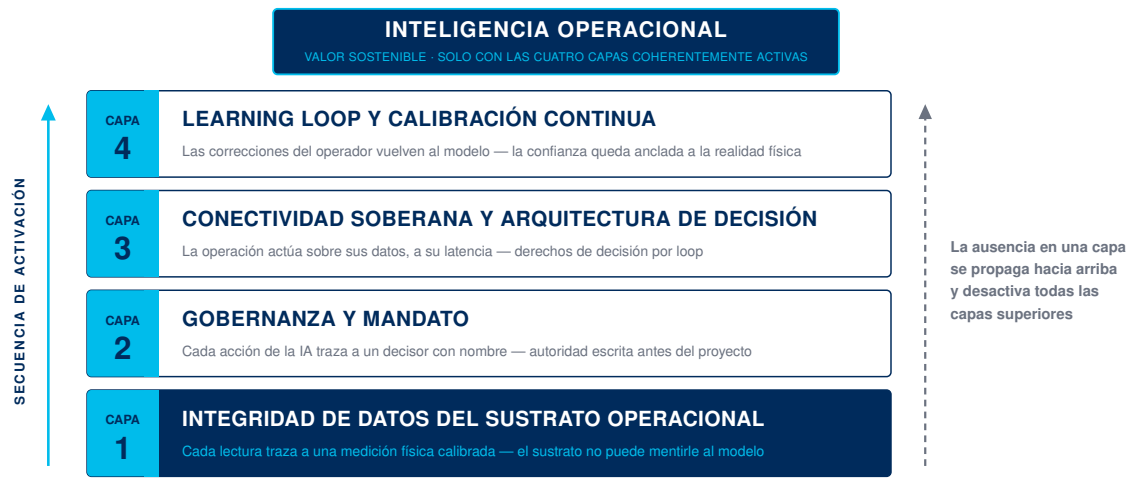 INTELIGENCIA OPERACIONAL
VALOR SOSTENIBLE · SOLO CON LAS CUATRO CAPAS COHERENTEMENTE ACTIVAS
CAPA
4
LEARNING LOOP Y CALIBRACIÓN CONTINUA
Las correcciones del operador vuelven al modelo — la confianza queda anclada a la realidad física
CAPA
3
CONECTIVIDAD SOBERANA Y ARQUITECTURA DE DECISIÓN
La operación actúa sobre sus datos, a su latencia — derechos de decisión por loop
CAPA
2
GOBERNANZA Y MANDATO
Cada acción de la IA traza a un decisor con nombre — autoridad escrita antes del proyecto
CAPA
1
INTEGRIDAD DE DATOS DEL SUSTRATO OPERACIONAL
Cada lectura traza a una medición física calibrada — el sustrato no puede mentirle al modelo
SECUENCIA DE ACTIVACIÓN
La ausencia en una capa
se propaga hacia arriba
y desactiva todas las
capas superiores